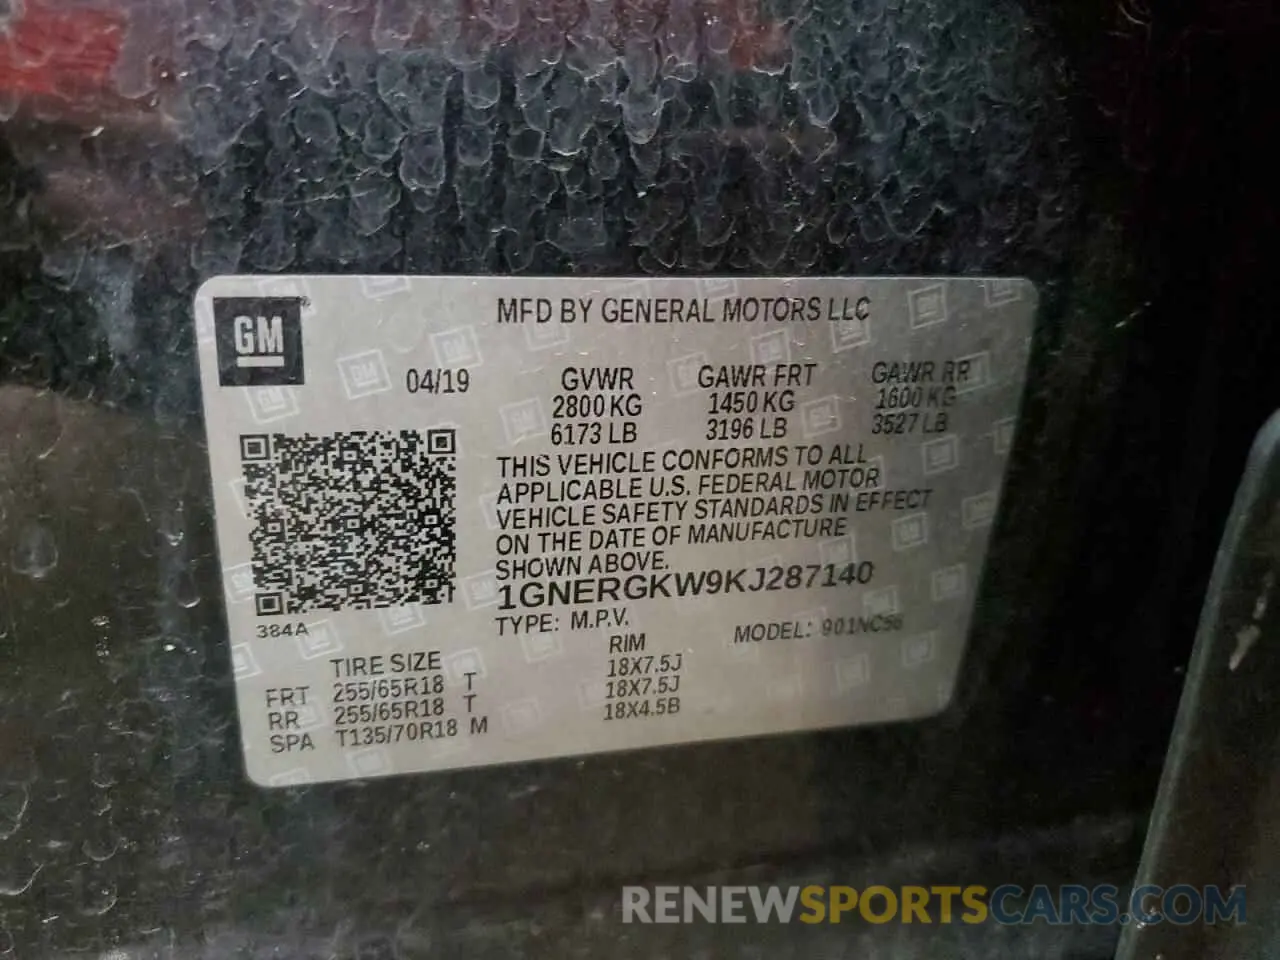 GM
MFD BY GENERAL MOTORS LLC
04/19
GVWR GAWR FRT GAWR RR
2800 KG 1450 KG 1600 KG
6173 LB 3196 LB 3527 LB
THIS VEHICLE CONFORMS TO ALL
APPLICABLE U.S. FEDERAL MOTOR
VEHICLE SAFETY STANDARDS IN EFFECT
ON THE DATE OF MANUFACTURE
SHOWN ABOVE.
1GNERGKW9KJ287140
384A
TYPE: M.P.V. MODEL: 901NC56
TIRE SIZE RIM
FRT 255/65R18 T 18X7.5J
RR 255/65R18 T 18X7.5J
SPA T135/70R18 M 18X4.5B
RENEWSPORTSCARS.COM